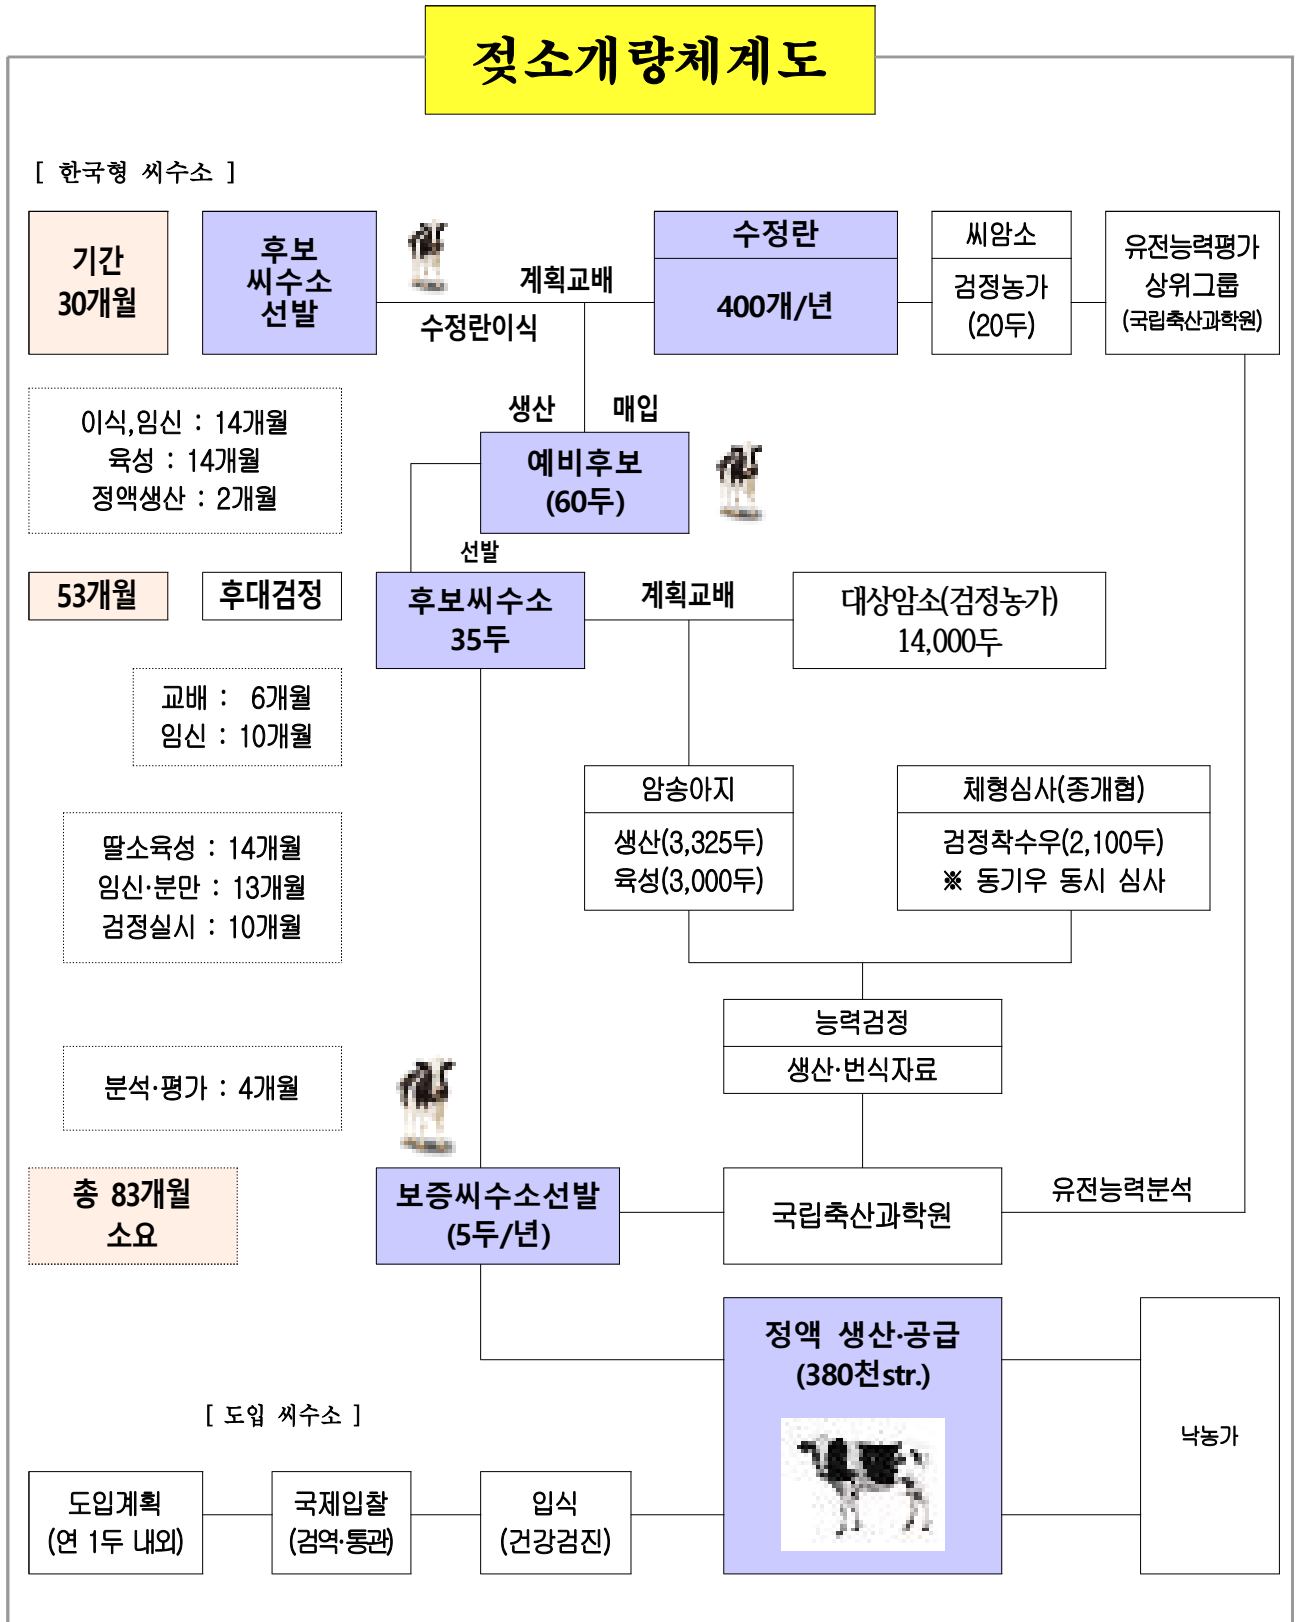 젖소개량체계도
[ 한국형 씨수소 ]
기간
30개월
후보
씨수소
선발
계획교배
수정란이식
수정란
400개/년
씨암소
검정농가
(20두)
유전능력평가
상위그룹
(국립축산과학원)
이식,임신 : 14개월
육성 : 14개월
정액생산 : 2개월
생산 매입
예비후보
(60두)
선발
53개월
후대검정
후보씨수소
35두
계획교배
대상암소(검정농가)
14,000두
교배 : 6개월
임신 : 10개월
암송아지
생산(3,325두)
육성(3,000두)
체형심사(종개협)
검정착수우(2,100두)
※ 동기우 동시 심사
딸소육성 : 14개월
임신·분만 : 13개월
검정실시 : 10개월
능력검정
생산·번식자료
분석·평가 : 4개월
총 83개월
소요
보증씨수소선발
(5두/년)
국립축산과학원
유전능력분석
정액 생산·공급
(380천str.)
낙농가
[ 도입 씨수소 ]
도입계획
(연 1두 내외)
국제입찰
(검역·통관)
입식
(건강검진)